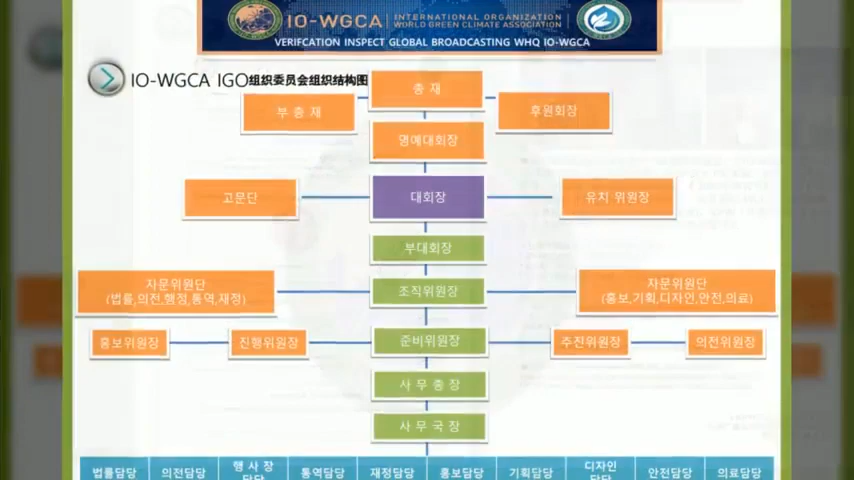 IO-WGCA
INTERNATIONAL ORGANIZATION
WORLD GREEN CLIMATE ASSOCIATION
VERIFCATION INSPECT GLOBAL BROADCASTING WHQ IO-WGCA
IO-WGCA IGO组织委员会组织结构图
총 재
부 총 재
후원회장
명예대회장
고문단
대회장
유치 위원장
부대회장
자문위원단
(법률,의전,행정,통역,재정)
조직위원장
자문위원단
(홍보,기획,디자인,안전,의료)
홍보위원장
진행위원장
준비위원장
추진위원장
의전위원장
사 무 총 장
사 무 국 장
법률담당
의전담당
행 사 장
담당
통역담당
재정담당
홍보담당
기획담당
디자인
담당
안전담당
의료담당